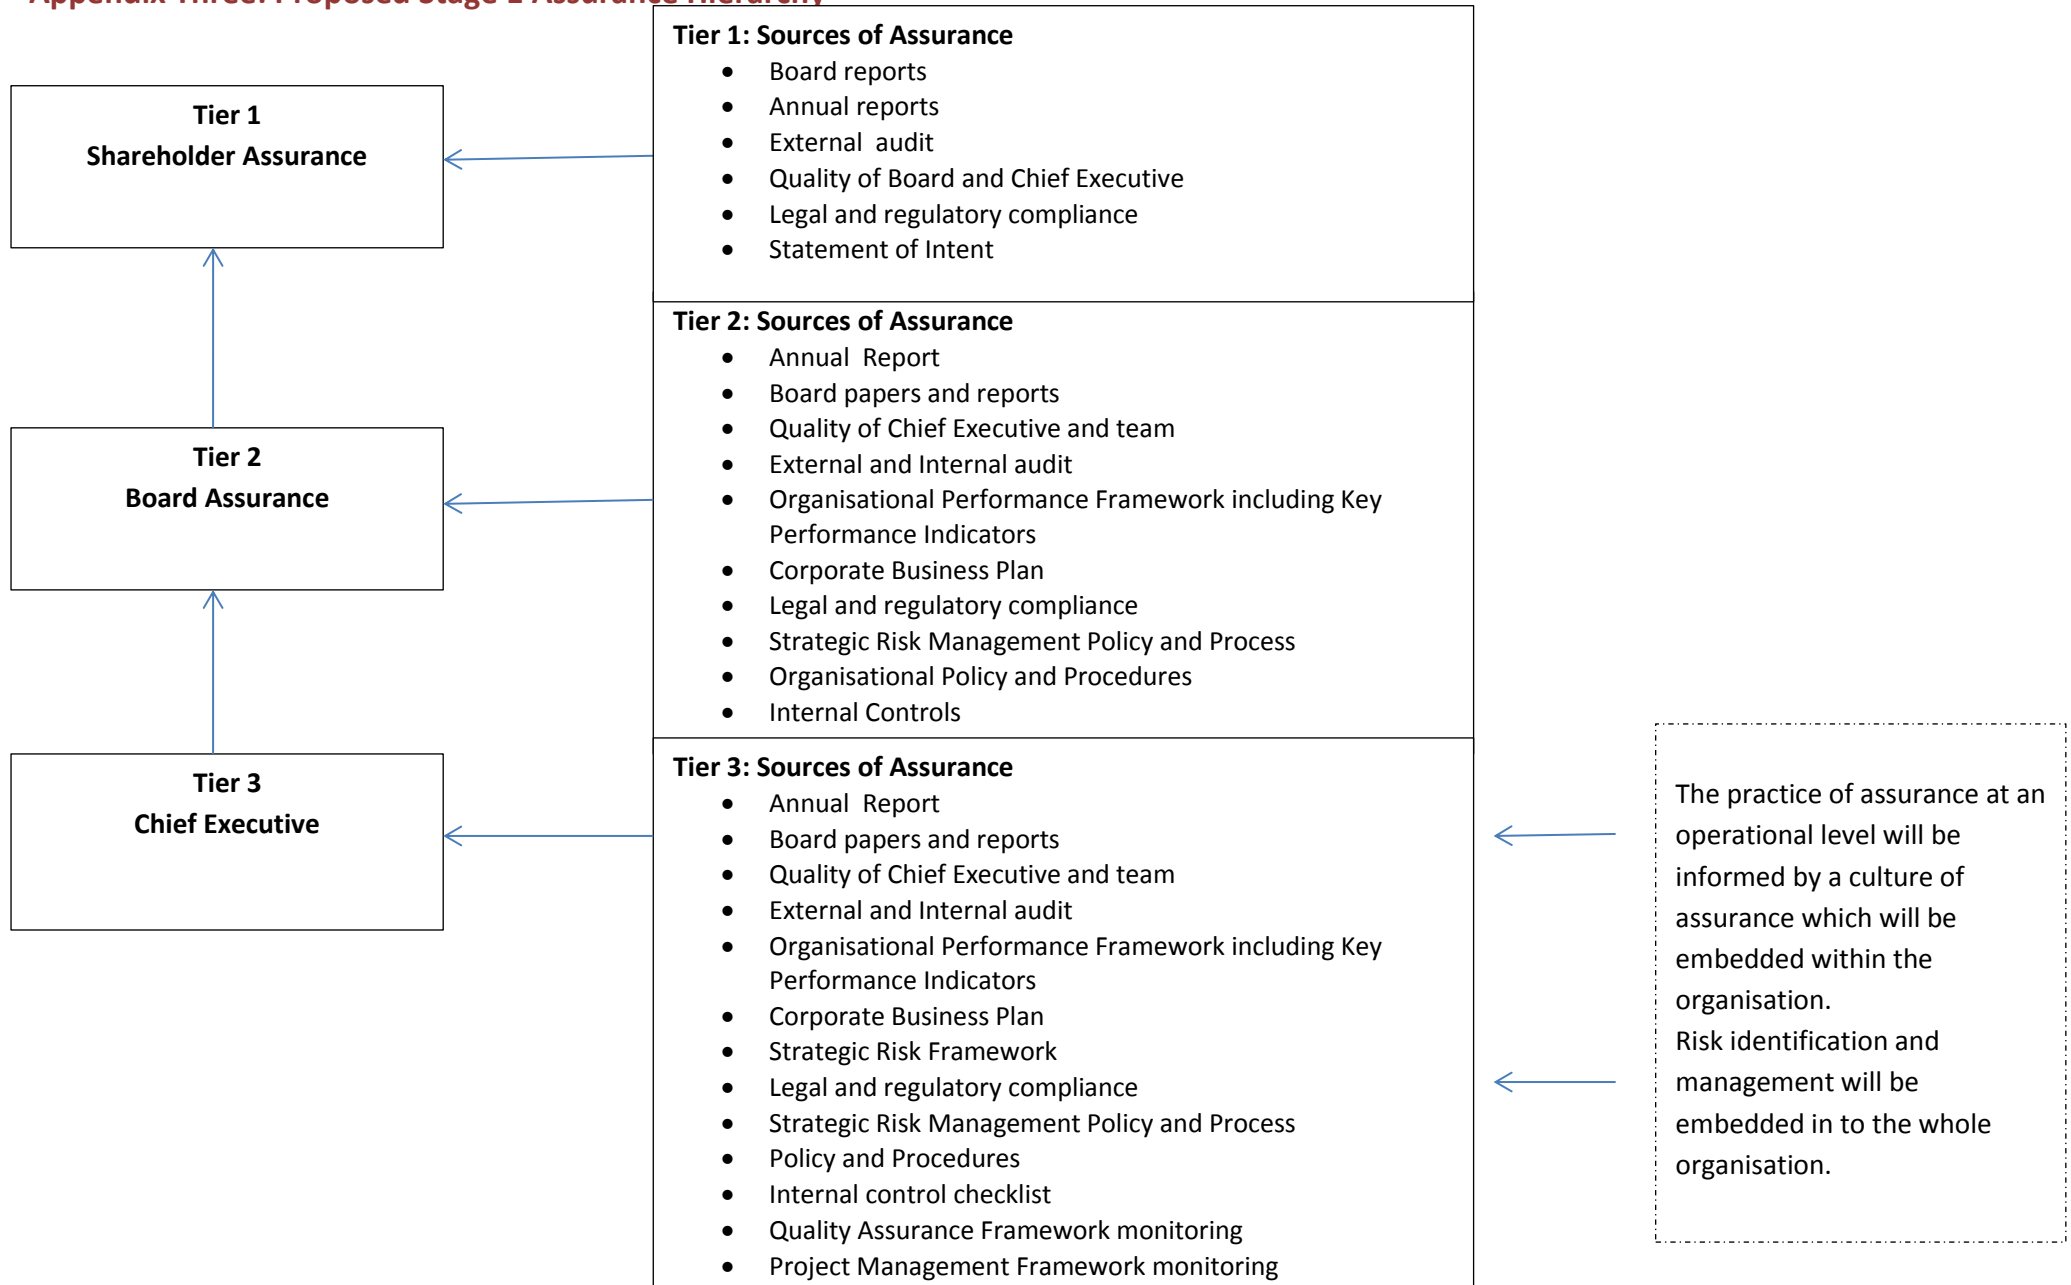 Appendix Three: Proposed Stage Assurance Hierarchy
Tier 1
Shareholder Assurance
Tier 2
Board Assurance
Tier 3
Chief Executive
Tier 1: Sources of Assurance
• Board reports
• Annual reports
• External audit
• Quality of Board and Chief Executive
• Legal and regulatory compliance
• Statement of Intent
Tier 2: Sources of Assurance
• Annual Report
• Board papers and reports
• Quality of Chief Executive and team
• External and Internal audit
• Organisational Performance Framework including Key
Performance Indicators
• Corporate Business Plan
• Legal and regulatory compliance
• Strategic Risk Management Policy and Process
• Organisational Policy and Procedures
• Internal Controls
Tier 3: Sources of Assurance
• Annual Report
• Board papers and reports
• Quality of Chief Executive and team
• External and Internal audit
• Organisational Performance Framework including Key
Performance Indicators
• Corporate Business Plan
• Strategic Risk Framework
• Legal and regulatory compliance
• Strategic Risk Management Policy and Process
• Policy and Procedures
• Internal control checklist
• Quality Assurance Framework monitoring
• Project Management Framework monitoring
The practice of assurance at an
operational level will be
informed by a culture of
assurance which will be
embedded within the
organisation.
Risk identification and
management will be
embedded in to the whole
organisation.